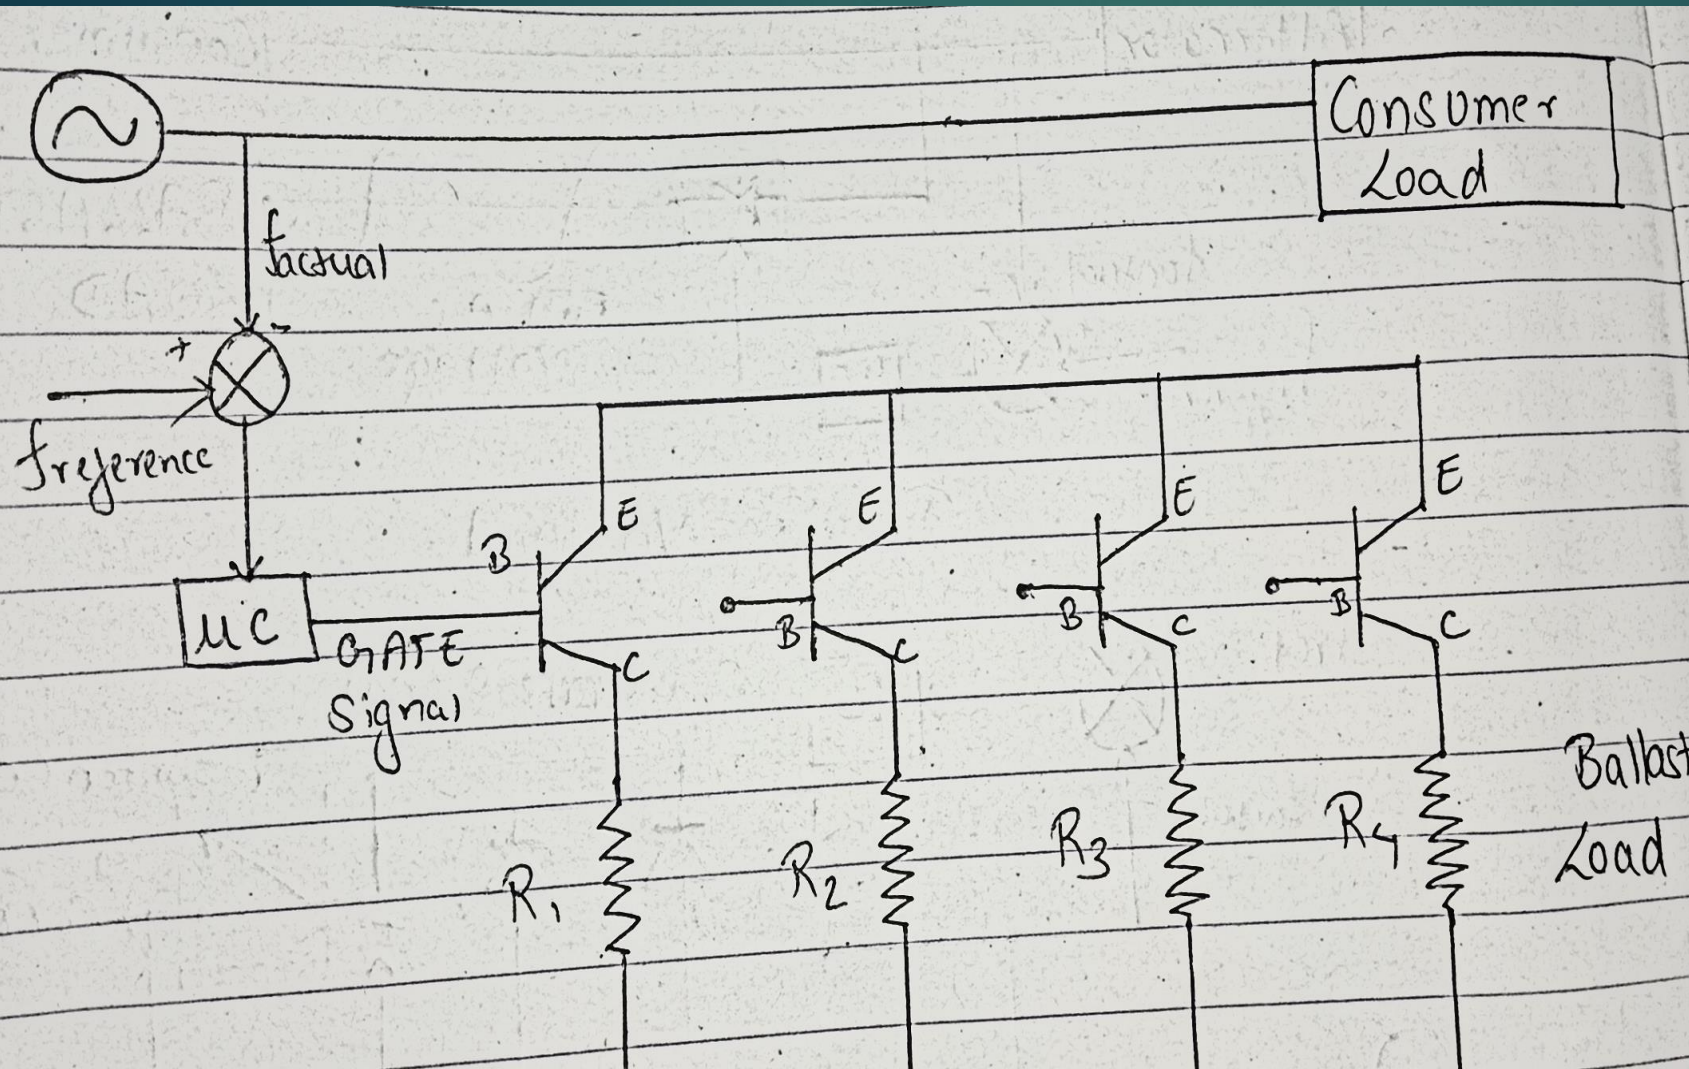 Consumer
Load
factual
-
+
freference
E
E
E
E
B
B
B
B
C
C
C
C
μC
GATE
Signal
R1
R2
R3
R4
Ballast
Load